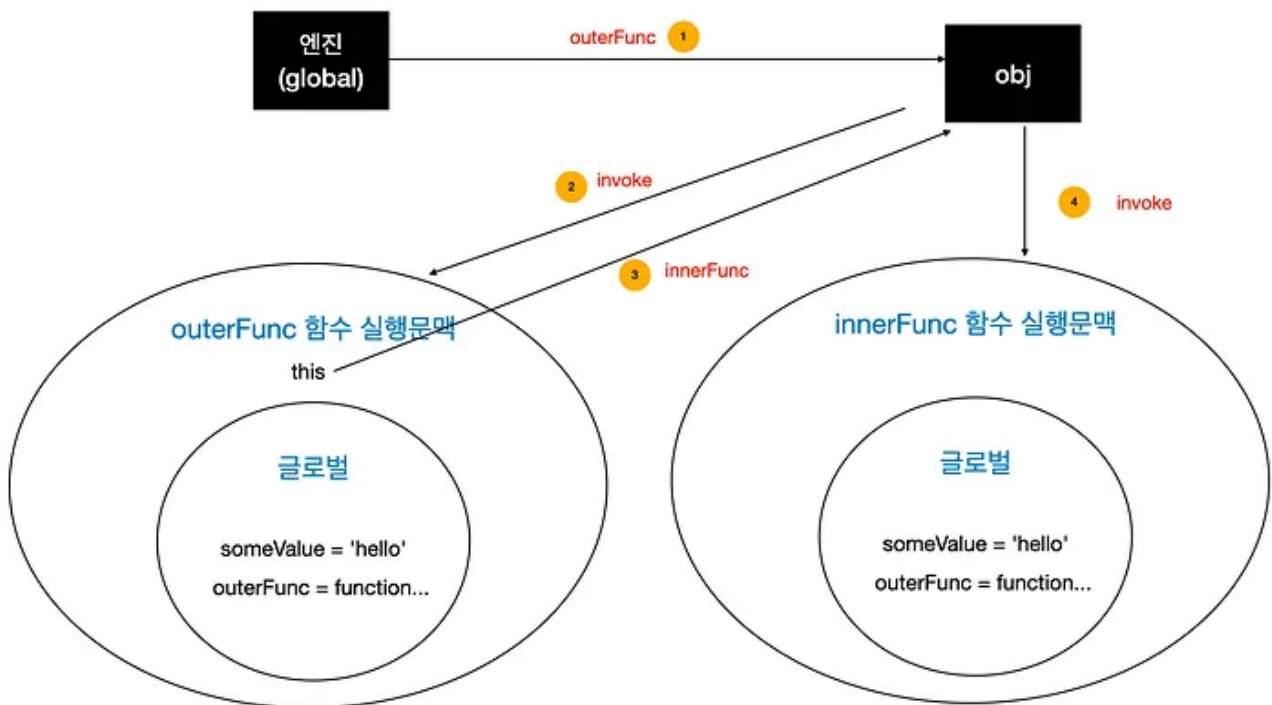 엔진
(global)
outerFunc 1
obj
2 invoke
4 invoke
3 innerFunc
outerFunc 함수 실행문맥
this
글로벌
someValue = 'hello'
outerFunc = function...
innerFunc 함수 실행문맥
글로벌
someValue = 'hello'
outerFunc = function...